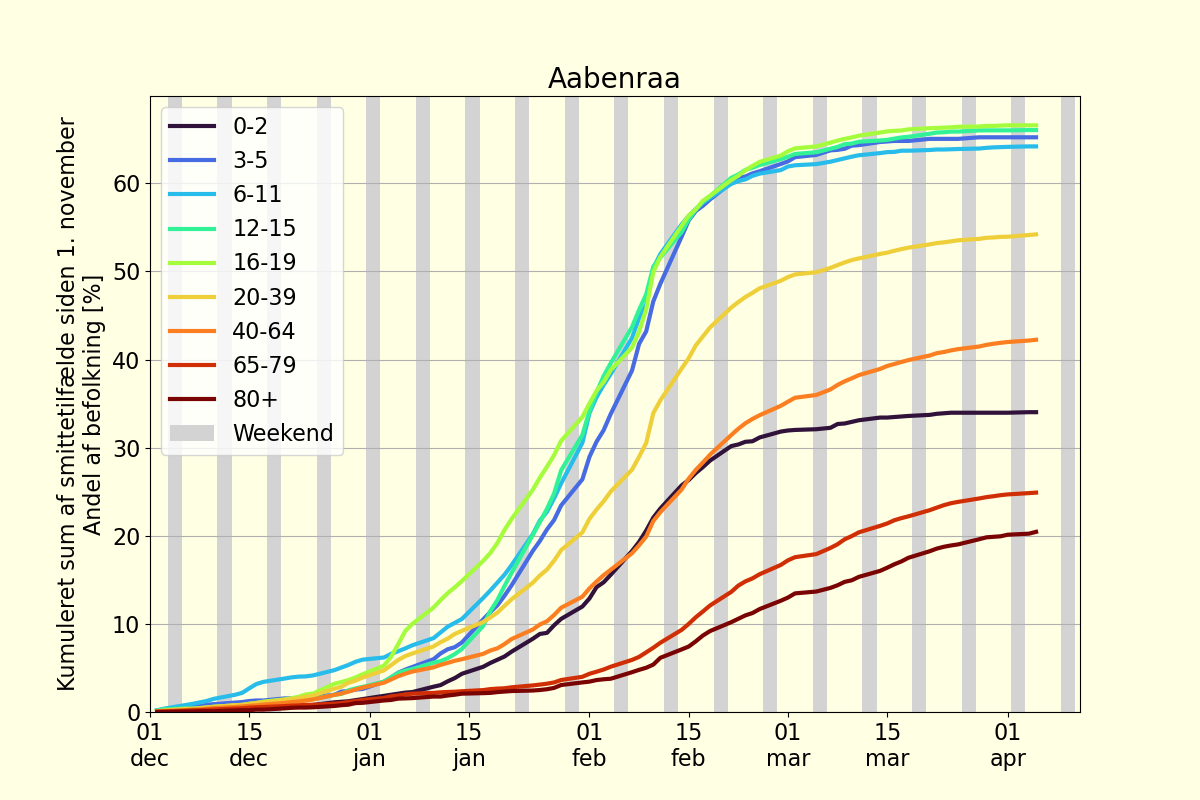 Aabenraa
Kumuleret sum af smittetilfælde siden 1. november
Andel af befolkning [%]
60
50
40
30
20
10
0
0-2
3-5
6-11
12-15
16-19
20-39
40-64
65-79
80+
Weekend
01 15 01 15 01 15 01 15 01
dec dec jan jan feb feb mar mar apr